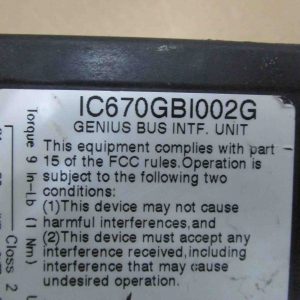 IC670GBI002G
GENIUS BUS INTF. UNIT
This equipment complies with part
15 of the FCC rules.Operation is
subject to the following two
conditions:
(1)This device may not cause
harmful interferences,and
(2)This device must accept any
interference received,including
interference that may cause
undesired operation.
Torque 9 In-Lb (1 Nm)
Class 2